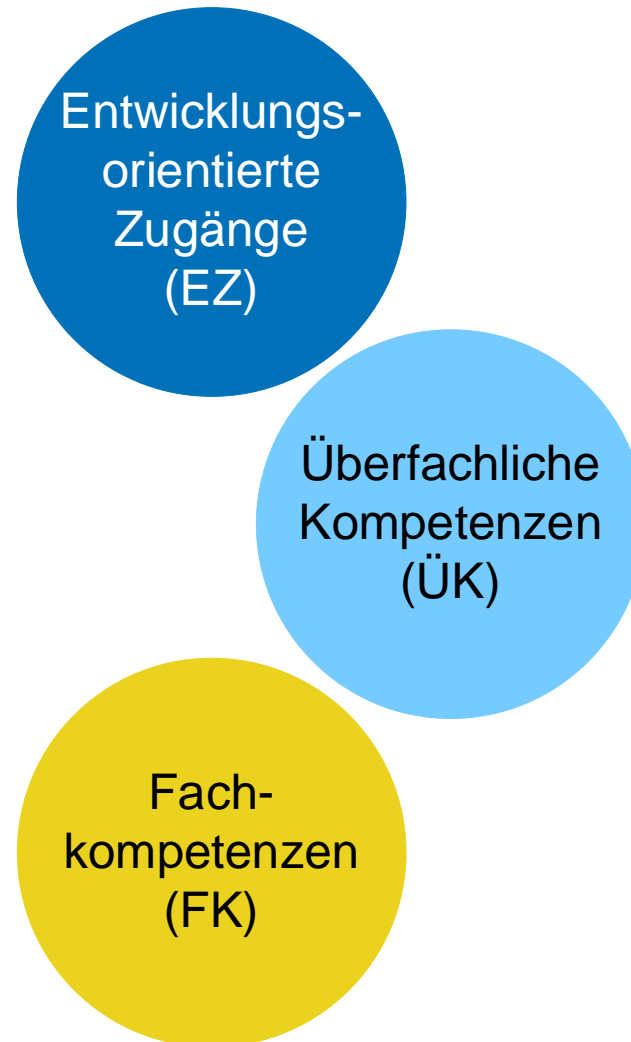 Entwicklungs-
orientierte
Zugänge
(EZ)
Überfachliche
Kompetenzen
(ÜK)
Fach-
kompetenzen
(FK)